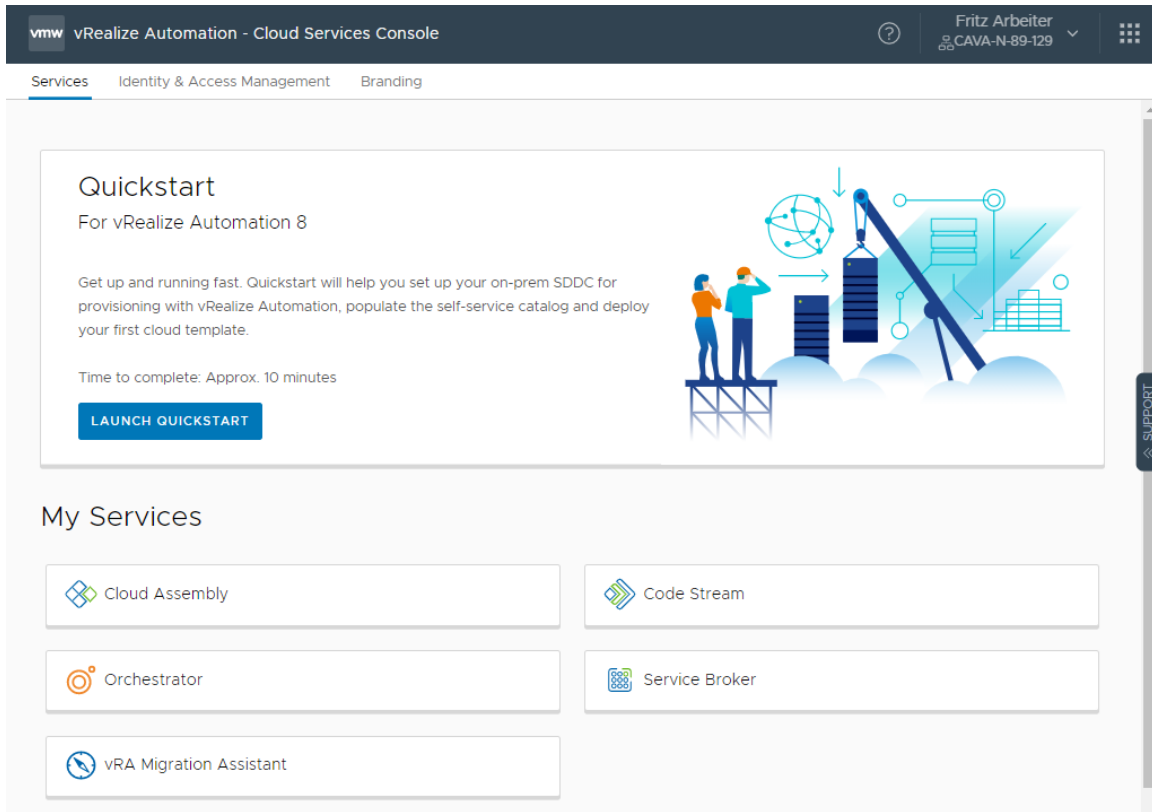 vmw vRealize Automation - Cloud Services Console
Fritz Arbeiter
CAVA-N-89-129
Services Identity & Access Management Branding
Quickstart
For vRealize Automation 8
Get up and running fast. Quickstart will help you set up your on-prem SDDC for
provisioning with vRealize Automation, populate the self-service catalog and deploy
your first cloud template.
Time to complete: Approx. 10 minutes
LAUNCH QUICKSTART
SUPPORT
My Services
Cloud Assembly
Code Stream
Orchestrator
Service Broker
vRA Migration Assistant